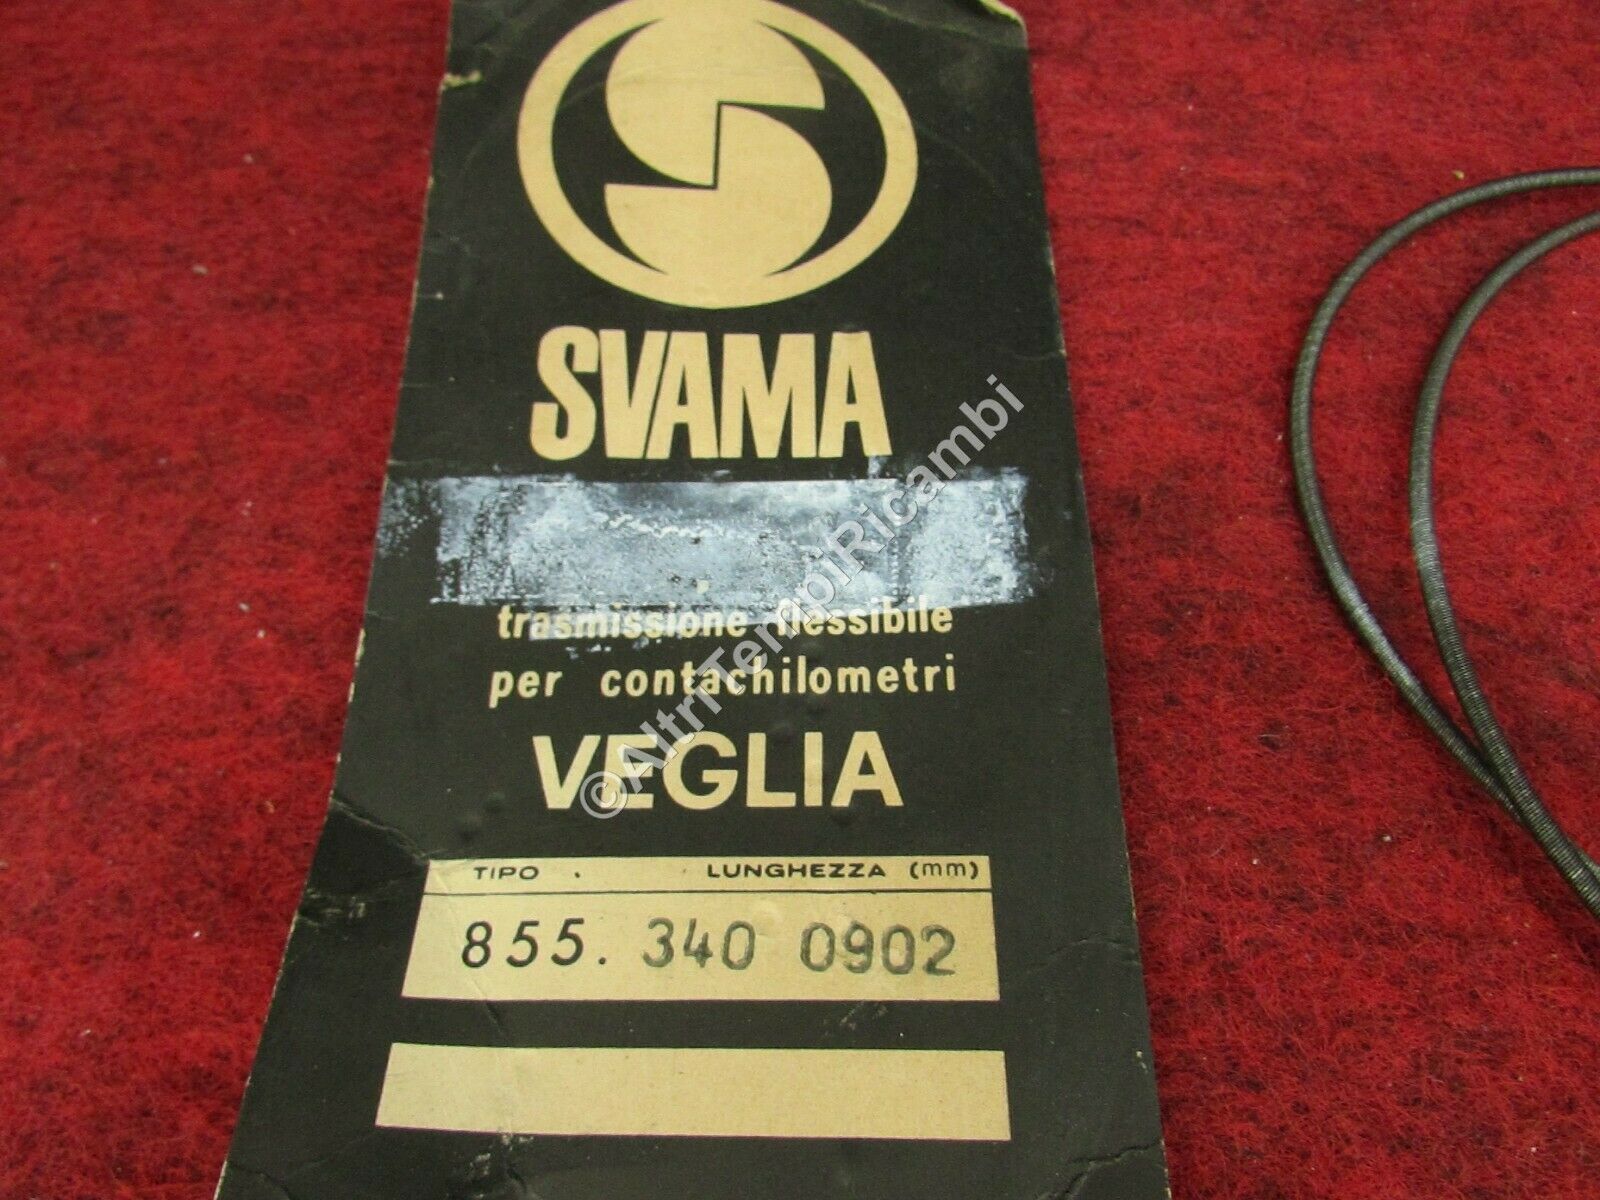 SVAMA
trasmissione flessibile
per contachilometri
VEGLIA
TIPO . LUNGHEZZA (mm)
855. 340 0902
©AltriTempiRicambi